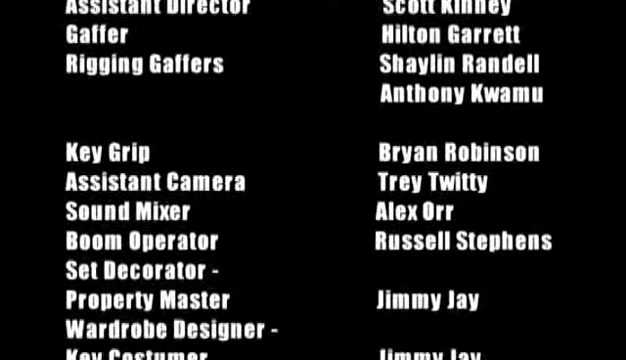 Assistant Director Scott Kinney
Gaffer Hilton Garrett
Rigging Gaffers Shaylin Randell
Anthony Kwamu
Key Grip Bryan Robinson
Assistant Camera Trey Twitty
Sound Mixer Alex Orr
Boom Operator Russell Stephens
Set Decorator -
Property Master Jimmy Jay
Wardrobe Designer -
Key Costumer Jimmy Jay